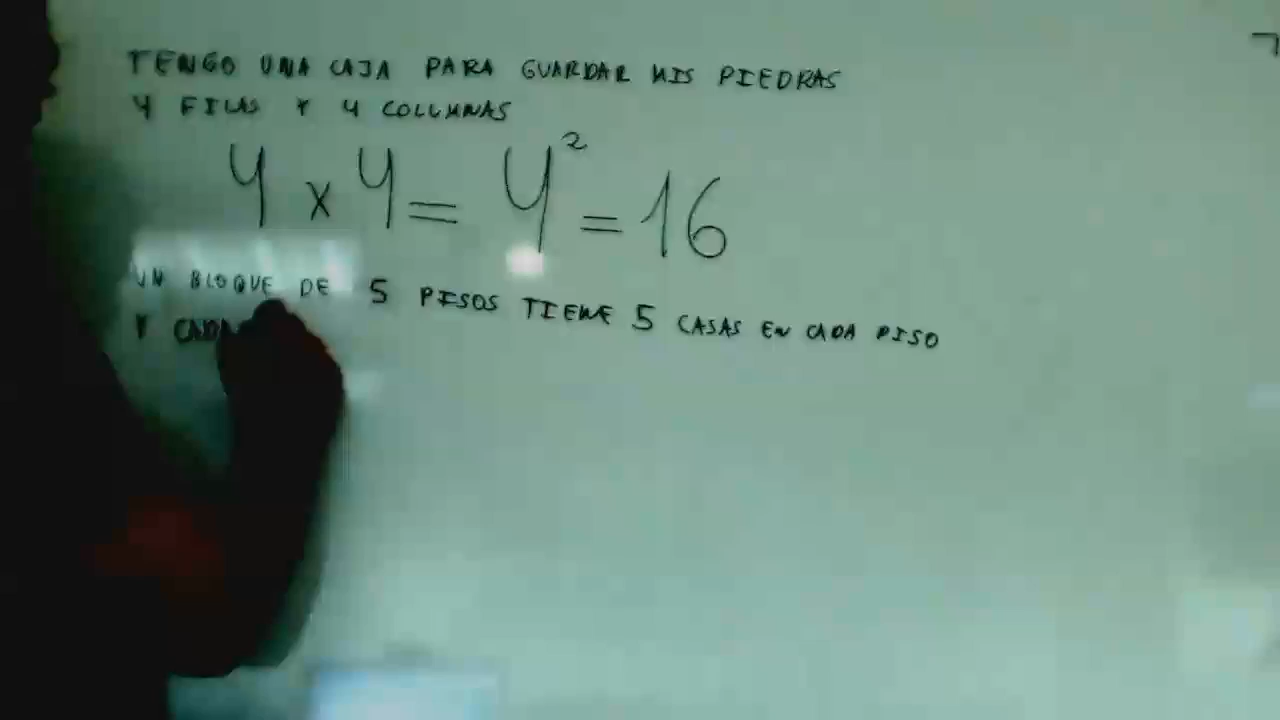 TENGO UNA CAJA PARA GUARDAR MIS PIEDRAS
4 FILAS Y 4 COLUMNAS
4 x 4 = 4² = 16
UN BLOQUE DE 5 PISOS TIENE 5 CASAS EN CADA PISO
Y CADA